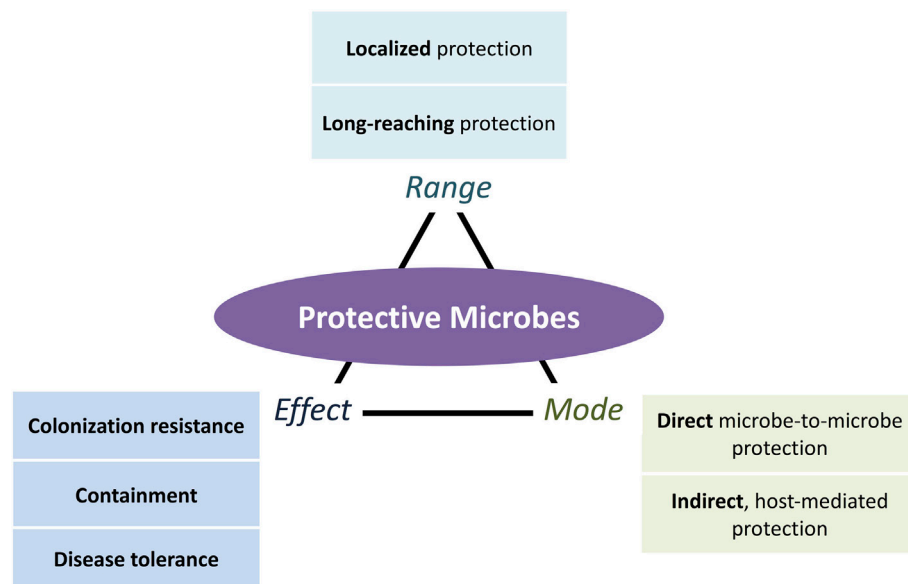 Localized protection
Long-reaching protection
Range
Protective Microbes
Effect
Mode
Colonization resistance
Containment
Disease tolerance
Direct microbe-to-microbe
protection
Indirect, host-mediated
protection